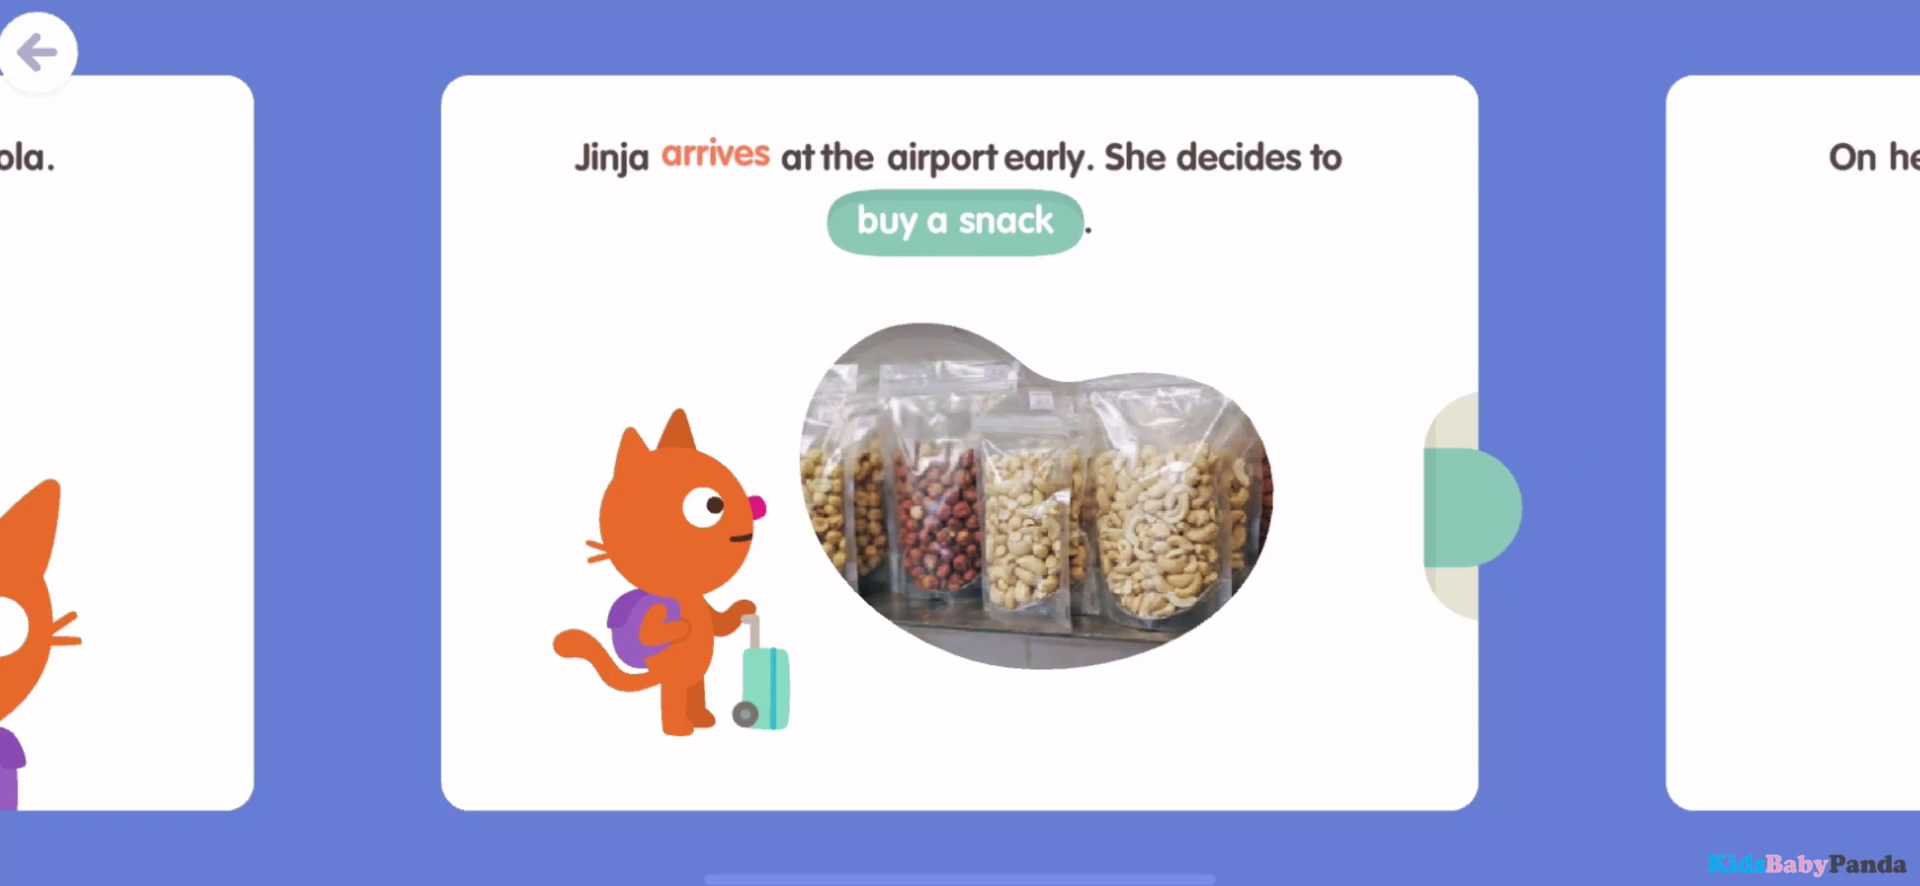 ola.
Jinja arrives at the airport early. She decides to
buy a snack.
On he
KidsBabyPanda